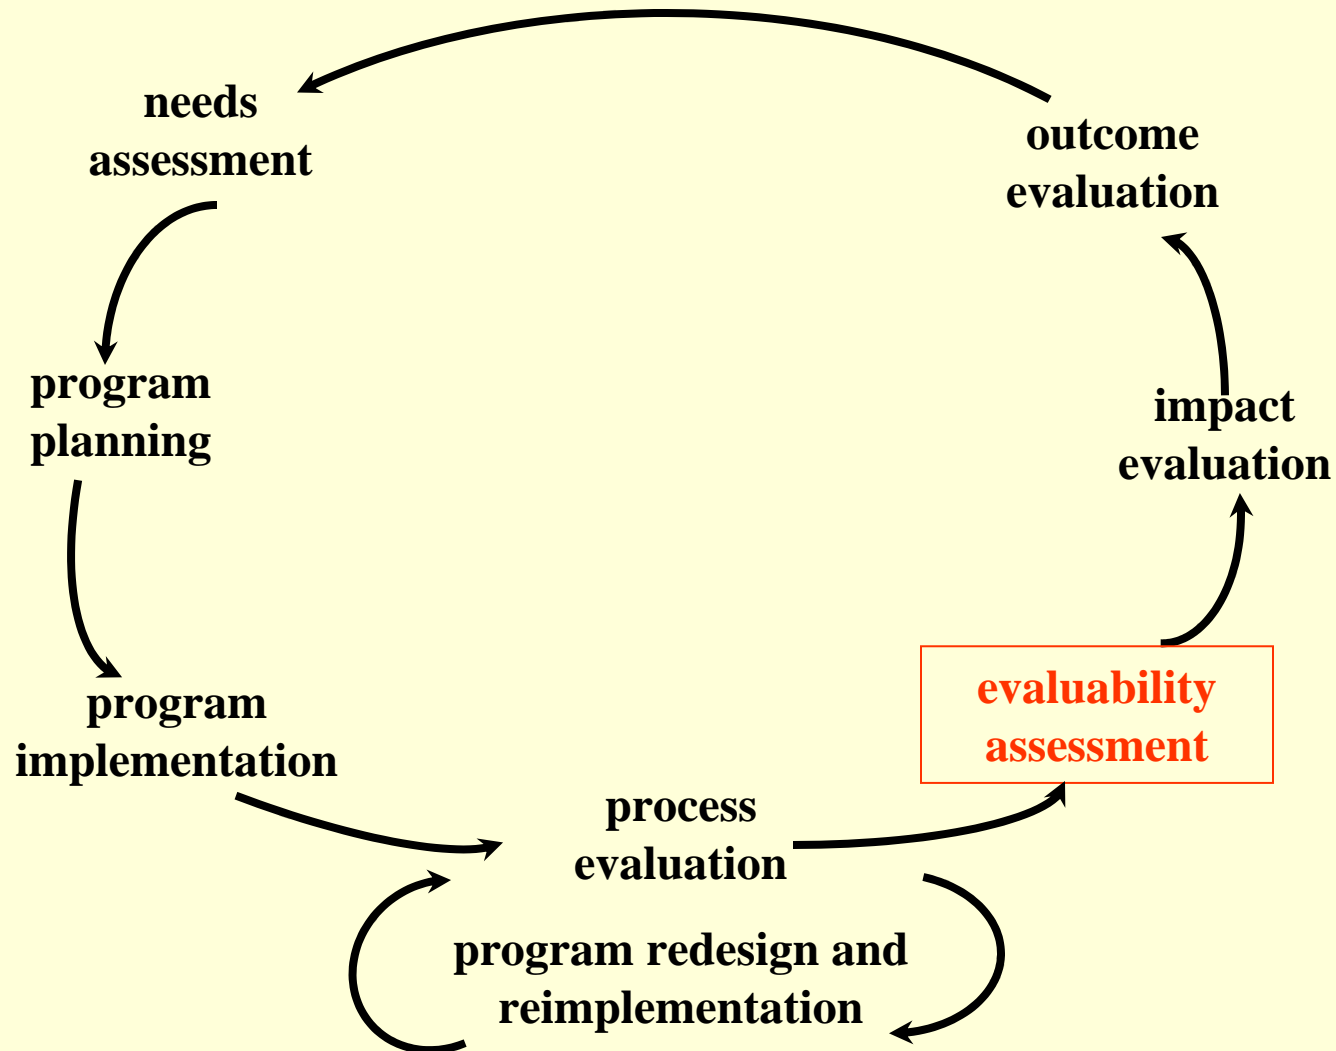 needs
assessment
outcome
evaluation
program
planning
impact
evaluation
program
implementation
evaluability
assessment
process
evaluation
program redesign and
reimplementation